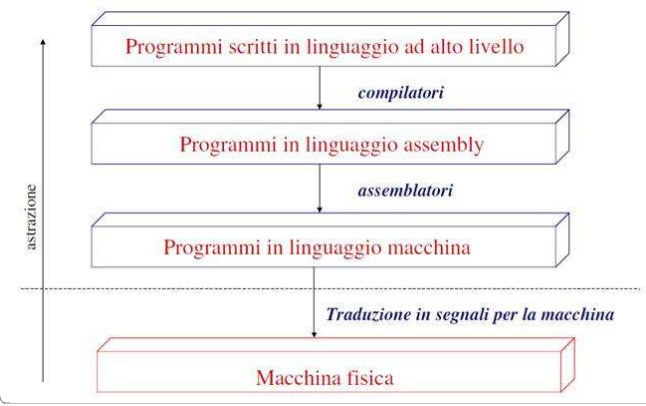 Programmi scritti in linguaggio ad alto livello
compilatori
Programmi in linguaggio assembly
assemblatori
astrazione
Programmi in linguaggio macchina
Traduzione in segnali per la macchina
Macchina fisica